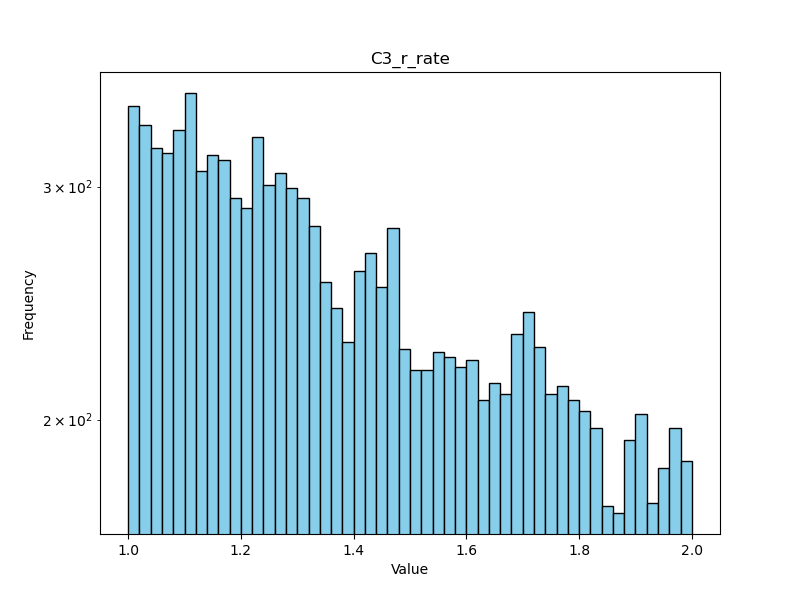 C3_r_rate
3 × 10²
2 × 10²
Frequency
1.0 1.2 1.4 1.6 1.8 2.0
Value